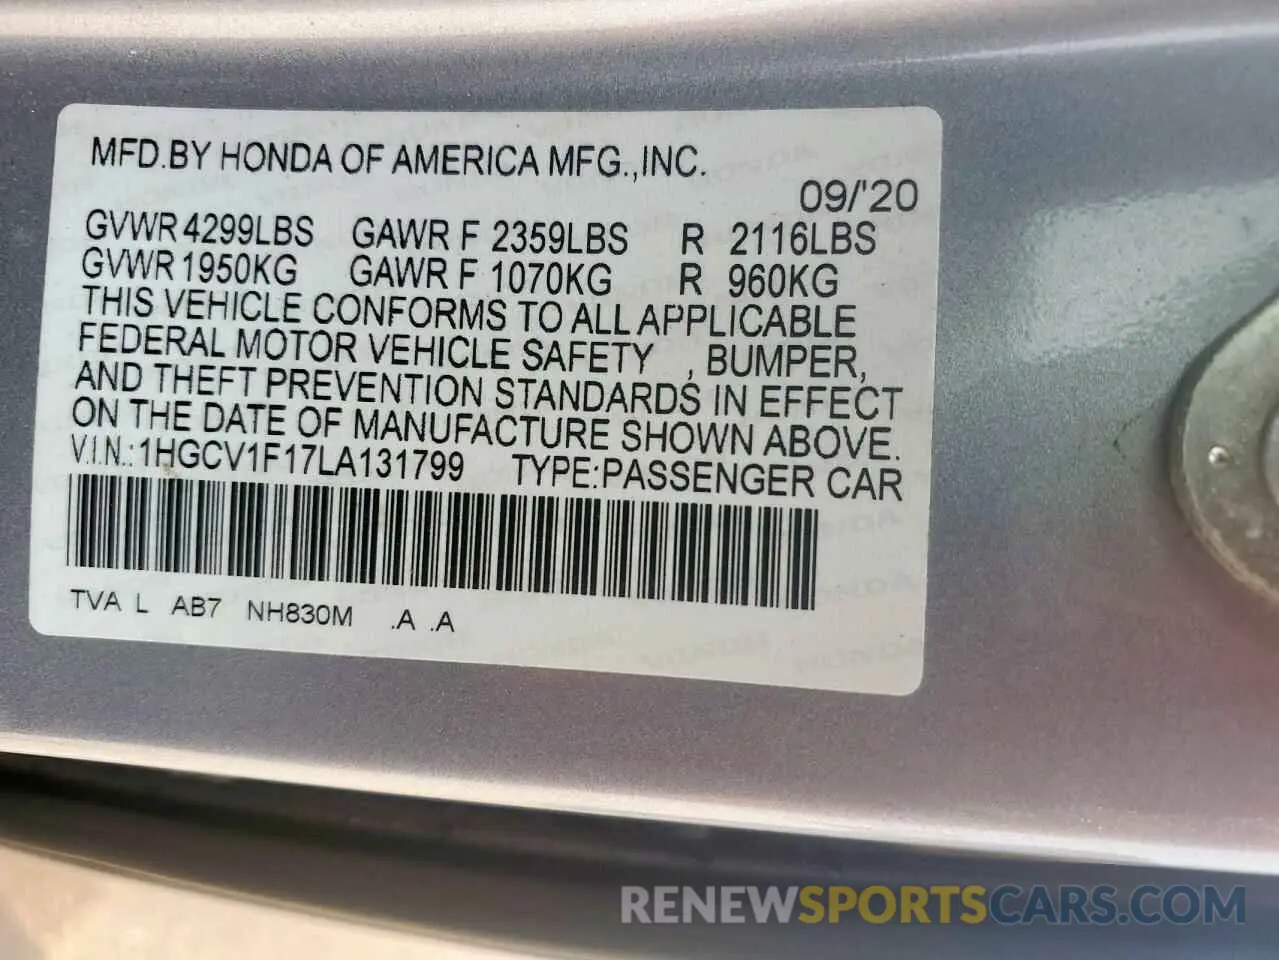 MFD.BY HONDA OF AMERICA MFG.,INC.
09/'20
GVWR 4299LBS GAWR F 2359LBS R 2116LBS
GVWR 1950KG GAWR F 1070KG R 960KG
THIS VEHICLE CONFORMS TO ALL APPLICABLE
FEDERAL MOTOR VEHICLE SAFETY , BUMPER,
AND THEFT PREVENTION STANDARDS IN EFFECT
ON THE DATE OF MANUFACTURE SHOWN ABOVE.
V.I.N.: 1HGCV1F17LA131799 TYPE:PASSENGER CAR
TVA L AB7 NH830M .A .A
RENEWSPORTSCARS.COM